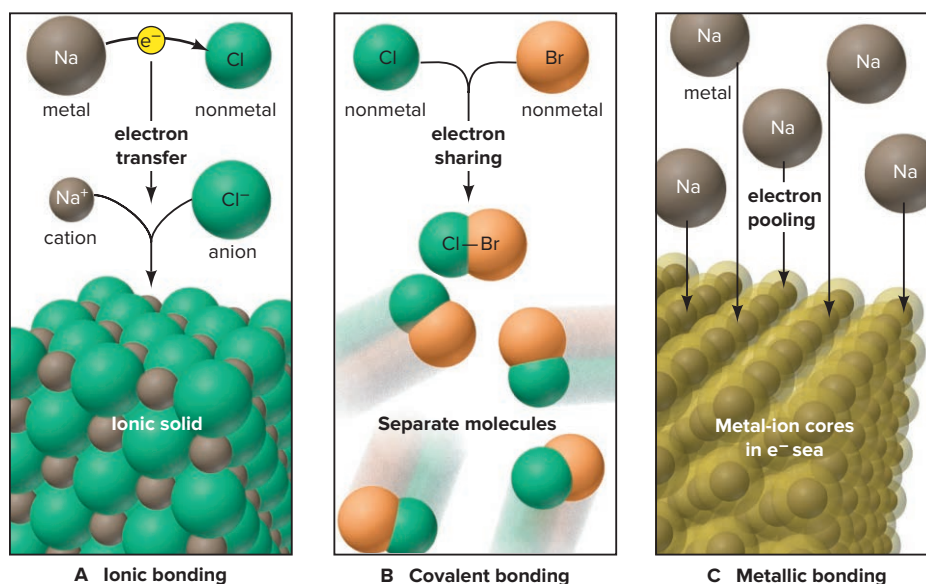 Na
e⁻
Cl
metal
nonmetal
electron
transfer
Na⁺
Cl⁻
cation
anion
Ionic solid
A Ionic bonding
Cl
Br
nonmetal
nonmetal
electron
sharing
Cl—Br
Separate molecules
B Covalent bonding
Na
Na
metal
Na
Na
Na
electron
pooling
Metal-ion cores
in e⁻ sea
C Metallic bonding